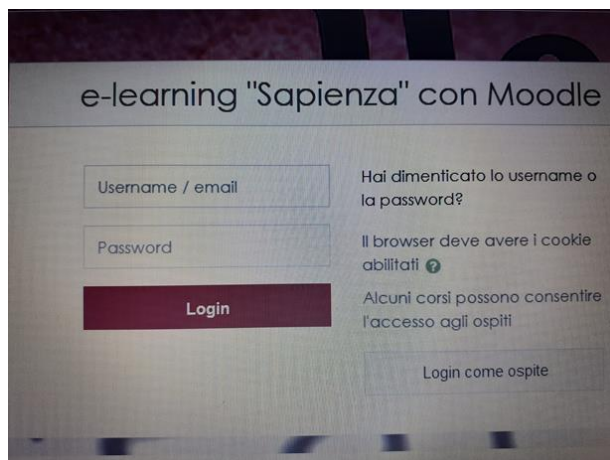 e-learning "Sapienza" con Moodle
Username / email
Password
Login
Hai dimenticato lo username o
la password?
Il browser deve avere i cookie
abilitati
Alcuni corsi possono consentire
l'accesso agli ospiti
Login come ospite